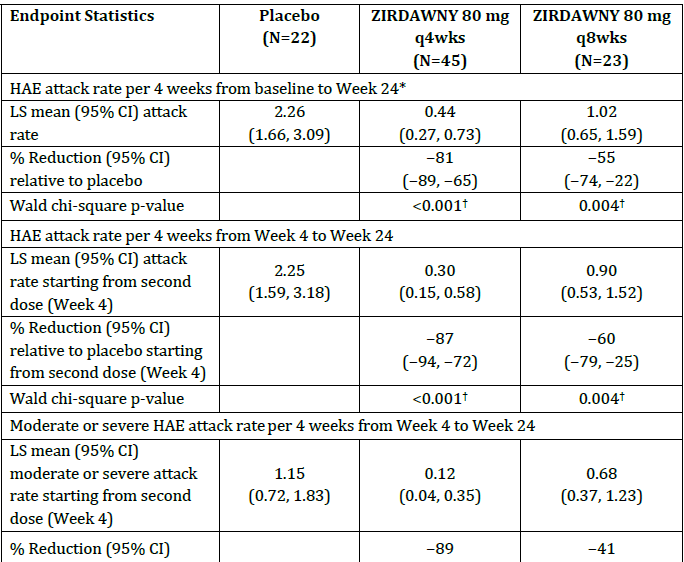 Endpoint Statistics Placebo (N=22) ZIRDAWNY 80 mg q4wks (N=45) ZIRDAWNY 80 mg q8wks (N=23)
HAE attack rate per 4 weeks from baseline to Week 24*
LS mean (95% CI) attack 2.26 0.44 1.02
rate (1.66, 3.09) (0.27, 0.73) (0.65, 1.59)
% Reduction (95% CI) −81 −55
relative to placebo (−89, −65) (−74, −22)
Wald chi-square p-value <0.001† 0.004†
HAE attack rate per 4 weeks from Week 4 to Week 24
LS mean (95% CI) attack
rate starting from second 2.25 0.30 0.90
dose (Week 4) (1.59, 3.18) (0.15, 0.58) (0.53, 1.52)
% Reduction (95% CI)
relative to placebo starting −87 −60
from second dose (Week 4) (−94, −72) (−79, −25)
Wald chi-square p-value <0.001† 0.004†
Moderate or severe HAE attack rate per 4 weeks from Week 4 to Week 24
LS mean (95% CI)
moderate or severe attack 1.15 0.12 0.68
rate starting from second (0.72, 1.83) (0.04, 0.35) (0.37, 1.23)
dose (Week 4)
% Reduction (95% CI) −89 −41